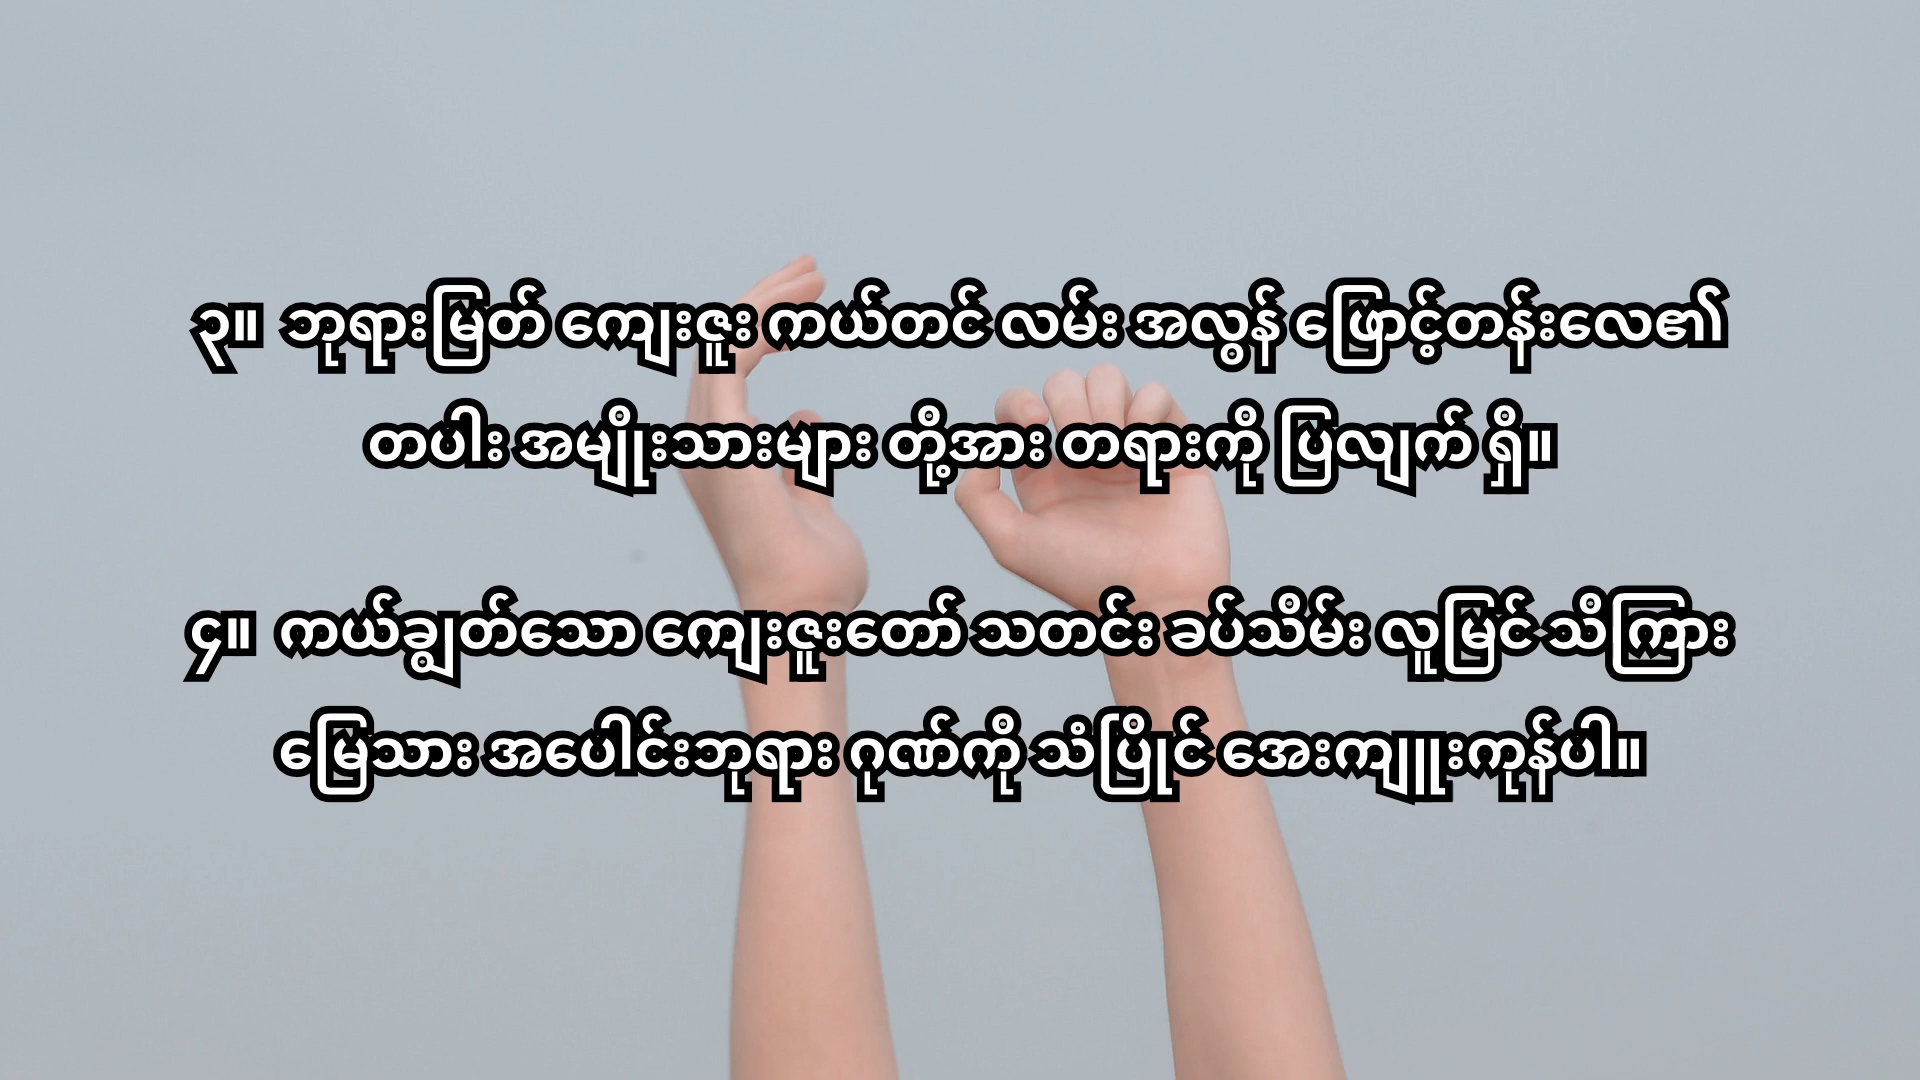 ၃။ ဘုရားမြတ် ကျေးဇူး ကယ်တင် လမ်း အလွန် ဖြောင့်တန်းလေ၏
တပါး အမျိုးသားများ တို့အား တရားကို ပြလျက် ရှိ။
၄။ ကယ်ချွတ်သော ကျေးဇူးတော် သတင်း ခပ်သိမ်း လူမြင် သိကြား
မြေသား အပေါင်းဘုရား ဂုဏ်ကို သံပြိုင် အေးကျူးကုန်ပါ။